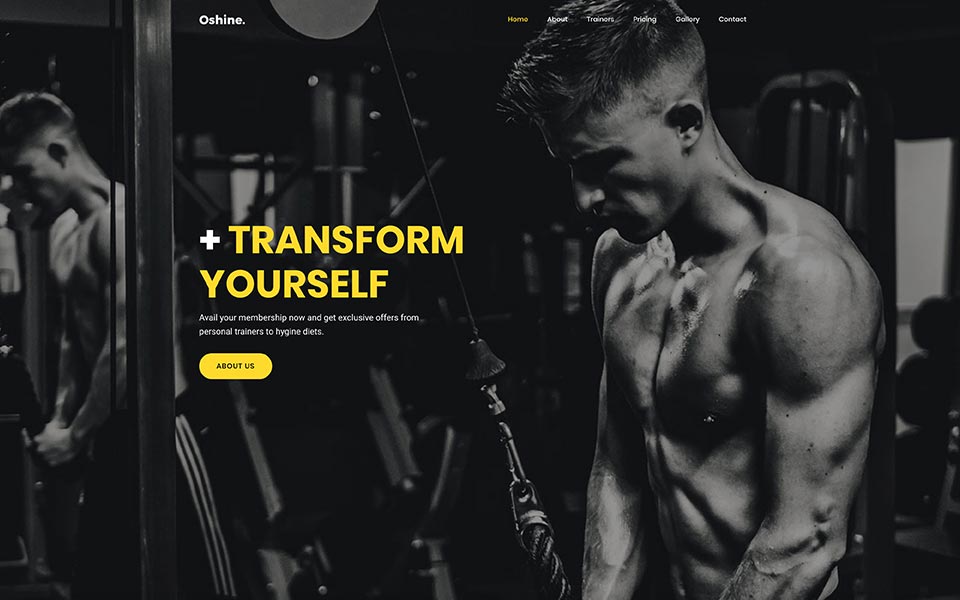 Oshine.
Home About Trainers Pricing Gallery Contact
+ TRANSFORM
YOURSELF
Avail your membership now and get exclusive offers from
personal trainers to hygine diets.
ABOUT US